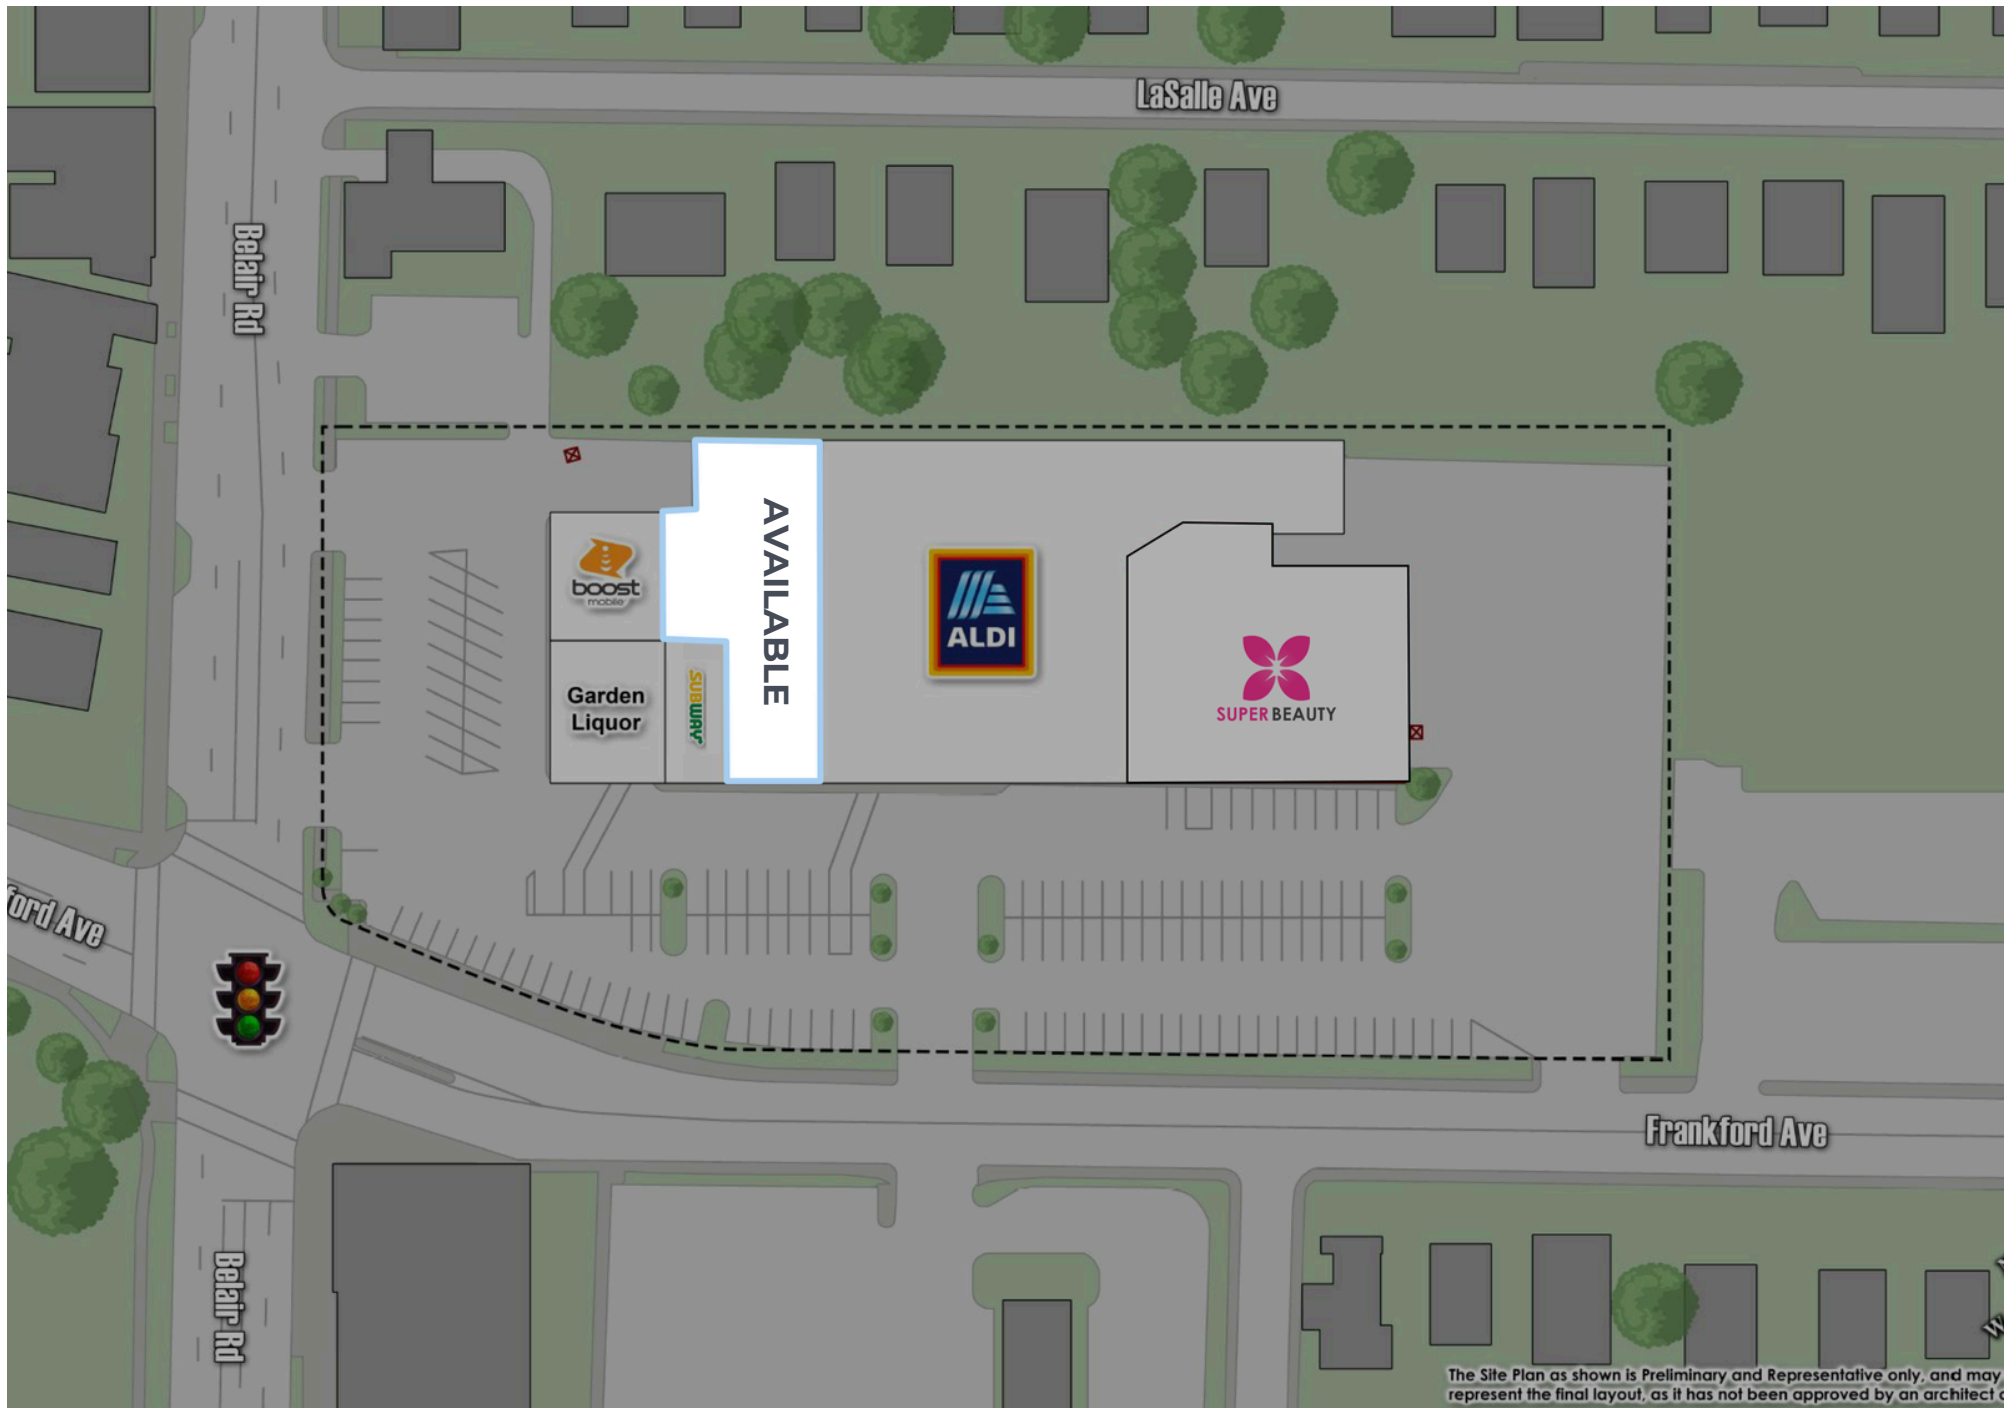 LaSalle Ave
Belair Rd
AVAILABLE
boost
mobile
ALDI
Garden
Liquor
SUBWAY
SUPER BEAUTY
ford Ave
Frankford Ave
Belair Rd
W
The Site Plan as shown is Preliminary and Representative only, and may
represent the final layout, as it has not been approved by an architect